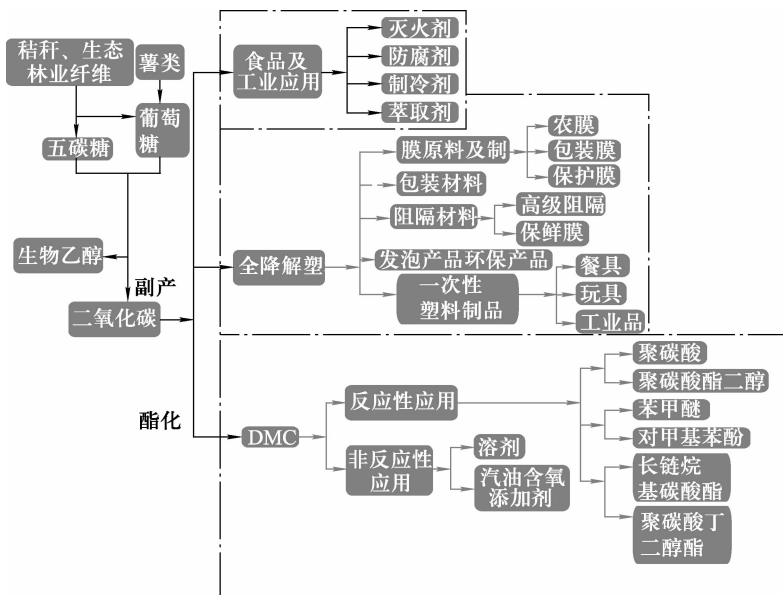 秸秆、生态
林业纤维
薯类
葡萄
糖
五碳糖
生物乙醇
副产
二氧化碳
酯化
食品及
工业应用
灭火剂
防腐剂
制冷剂
萃取剂
全降解塑
膜原料及制
农膜
包装膜
保护膜
包装材料
阻隔材料
高级阻隔
保鲜膜
发泡产品环保产品
一次性
塑料制品
餐具
玩具
工业品
DMC
反应性应用
聚碳酸
聚碳酸酯二醇
苯甲醚
对甲基苯酚
长链烷
基碳酸酯
聚碳酸丁
二醇酯
非反应性
应用
溶剂
汽油含氧
添加剂